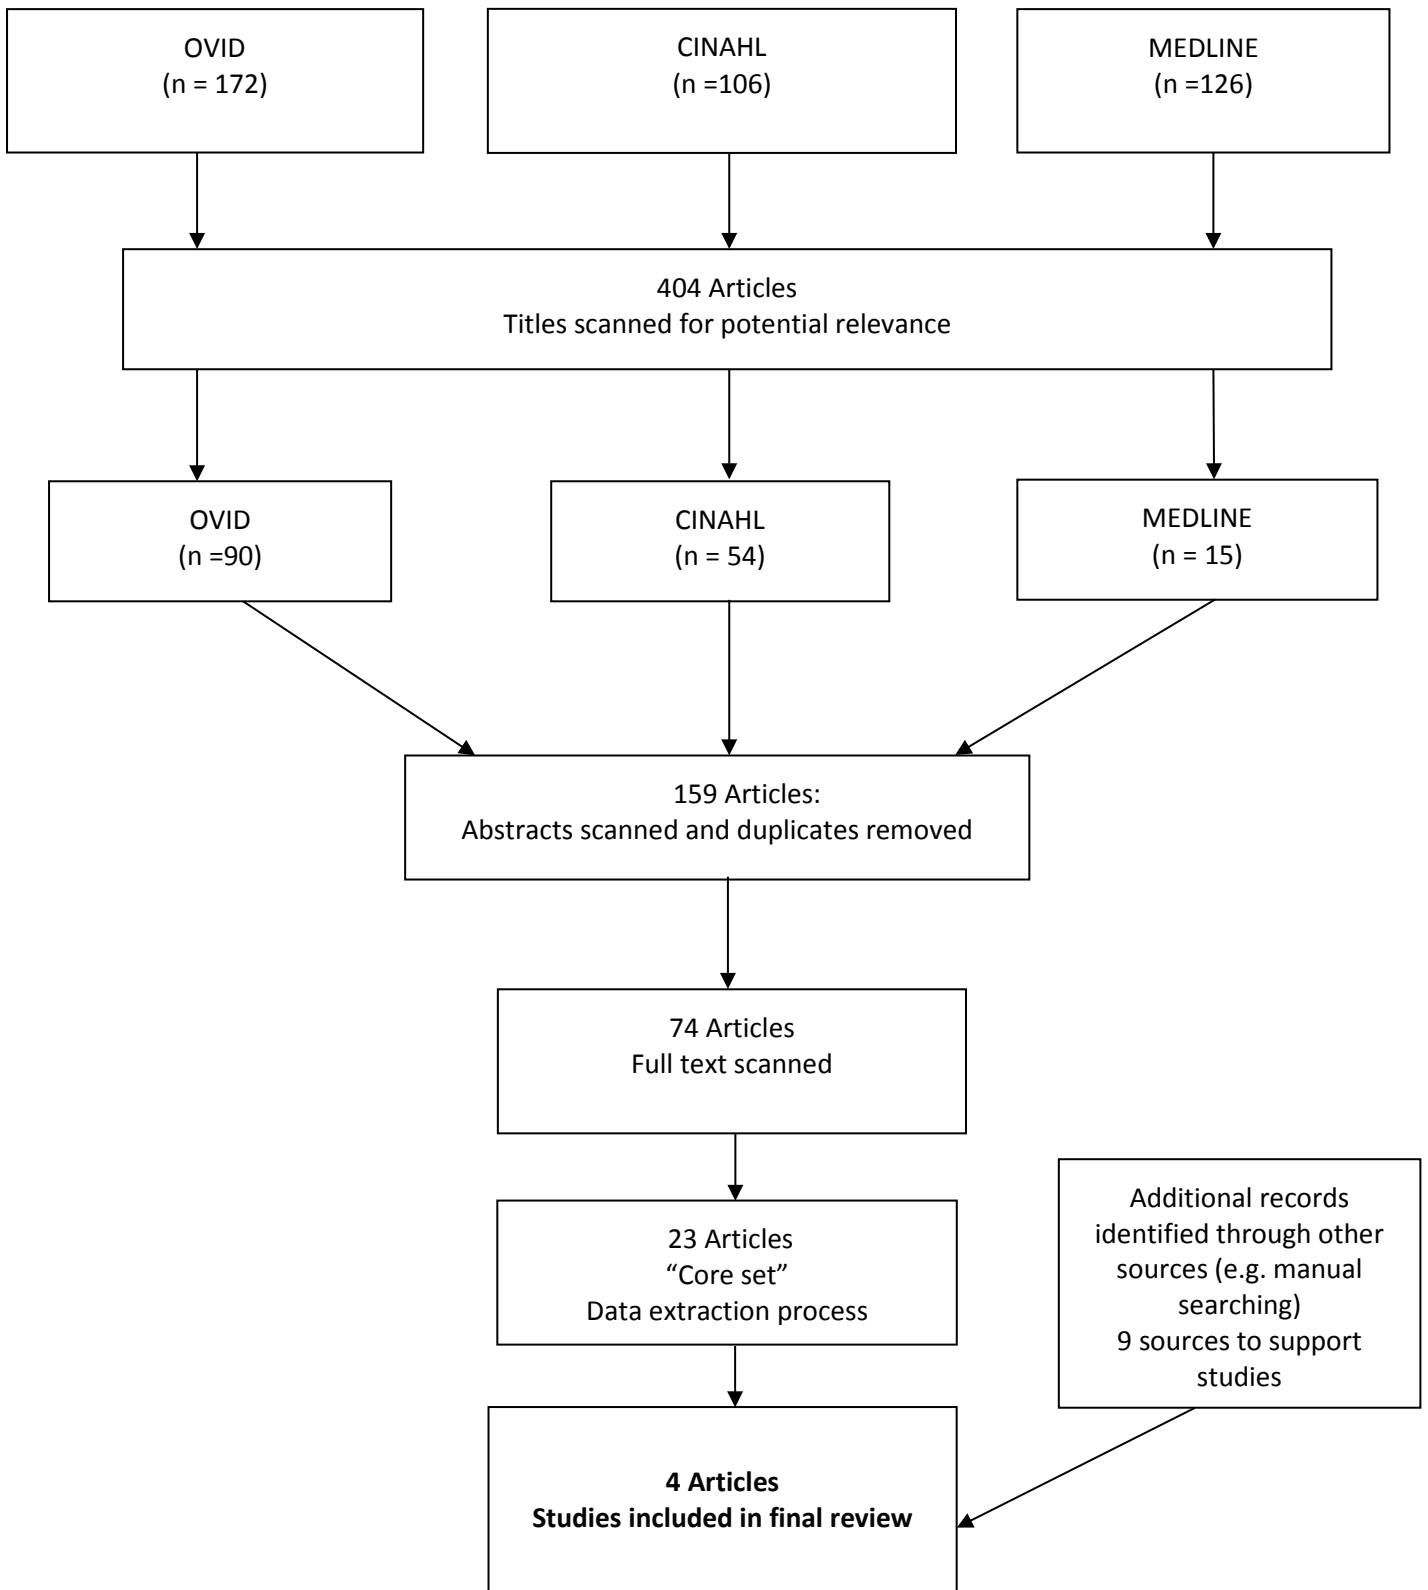 OVID
(n = 172)
CINAHL
(n =106)
MEDLINE
(n =126)
404 Articles
Titles scanned for potential relevance
OVID
(n =90)
CINAHL
(n = 54)
MEDLINE
(n = 15)
159 Articles:
Abstracts scanned and duplicates removed
74 Articles
Full text scanned
23 Articles
“Core set”
Data extraction process
Additional records
identified through other
sources (e.g. manual
searching)
9 sources to support
studies
4 Articles
Studies included in final review